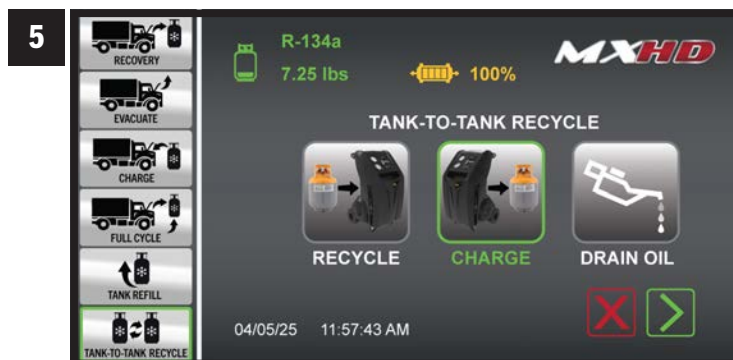 5
RECOVERY
EVACUATE
CHARGE
FULL CYCLE
TANK REFILL
TANK-TO-TANK RECYCLE
R-134a
7.25 lbs
100%
MXHD
TANK-TO-TANK RECYCLE
RECYCLE
CHARGE
DRAIN OIL
04/05/25 11:57:43 AM